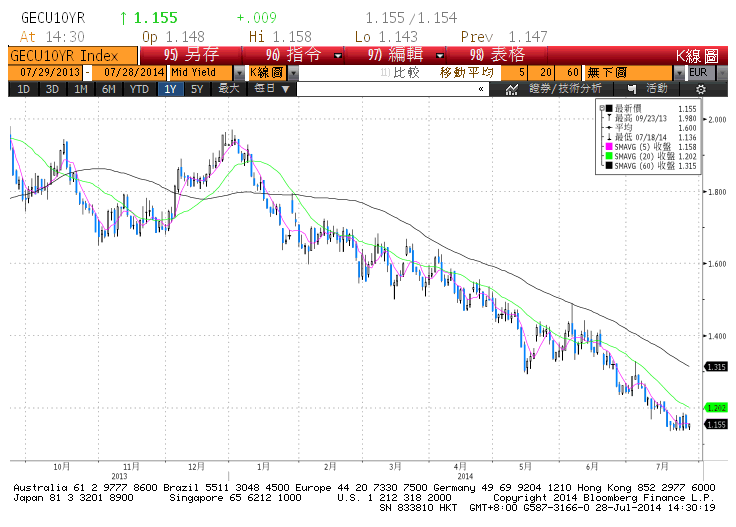 GECU10YR ↑ 1.155 +.009 1.155/1.154
At 14:30 Op 1.148 Hi 1.158 Lo 1.143 Prev 1.147
GECU10YR Index 95) 另存 96) 指令 97) 編輯 98) 表格 K線圖
07/29/2013 - 07/28/2014 Mid Yield K線圖 比較 移動平均 5 20 60 無下圖 EUR
1D 3D 1M 6M YTD 1Y 5Y 最大 每日 ▼ « 證券/技術分析 活動
最新價 1.155
最高 09/23/13 1.980
平均 1.600
最低 07/18/14 1.136
SMAVG (5) 收盤 1.158
SMAVG (20) 收盤 1.202
SMAVG (60) 收盤 1.315
2.000
1.800
1.600
1.400
1.315
1.202
1.155
10月 11月 12月 1月 2月 3月 4月 5月 6月 7月
2013 2014
Australia 61 2 9777 8600 Brazil 5511 3048 4500 Europe 44 20 7330 7500 Germany 49 69 9204 1210 Hong Kong 852 2977 6000
Japan 81 3 3201 8900 Singapore 65 6212 1000 U.S. 1 212 318 2000 Copyright 2014 Bloomberg Finance L.P.
SN 833810 HKT GMT+8:00 G587-3166-0 28-Jul-2014 14:30:19